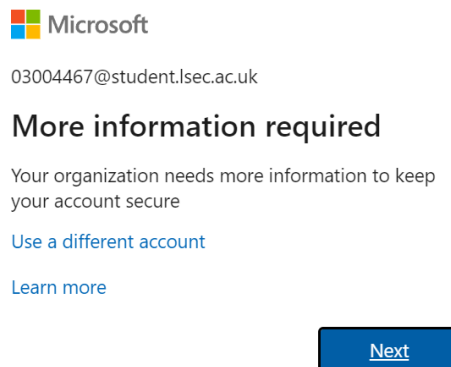 Microsoft
03004467@student.lsec.ac.uk
More information required
Your organization needs more information to keep
your account secure
Use a different account
Learn more
Next